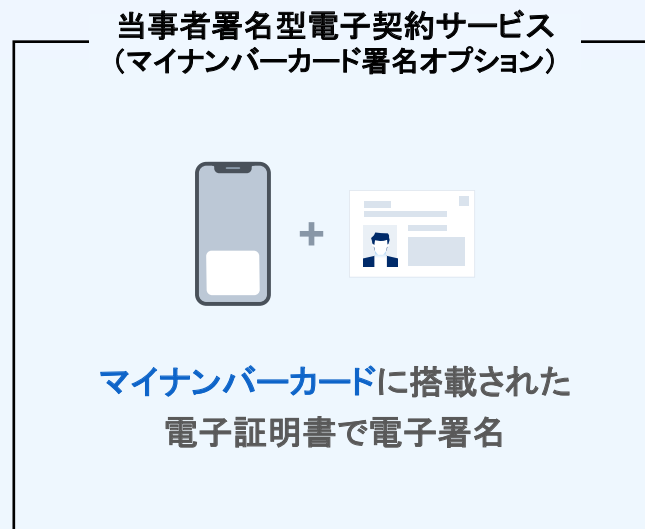 当事者署名型電子契約サービス
（マイナンバーカード署名オプション）
+
マイナンバーカードに搭載された
電子証明書で電子署名